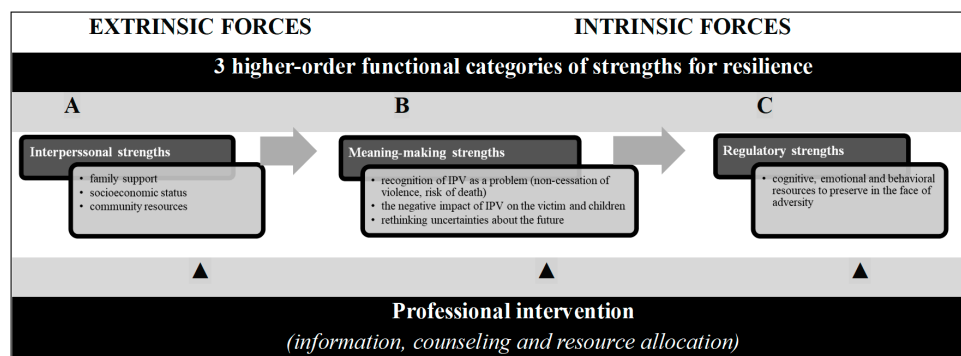 EXTRINSIC FORCES INTRINSIC FORCES
3 higher-order functional categories of strengths for resilience
A B C
Interperssonal strengths
• family support
• socioeconomic status
• community resources
Meaning-making strengths
• recognition of IPV as a problem (non-cessation of
violence, risk of death)
• the negative impact of IPV on the victim and children
• rethinking uncertainties about the future
Regulatory strengths
• cognitive, emotional and behavioral
resources to preserve in the face of
adversity
Professional intervention
(information, counseling and resource allocation)